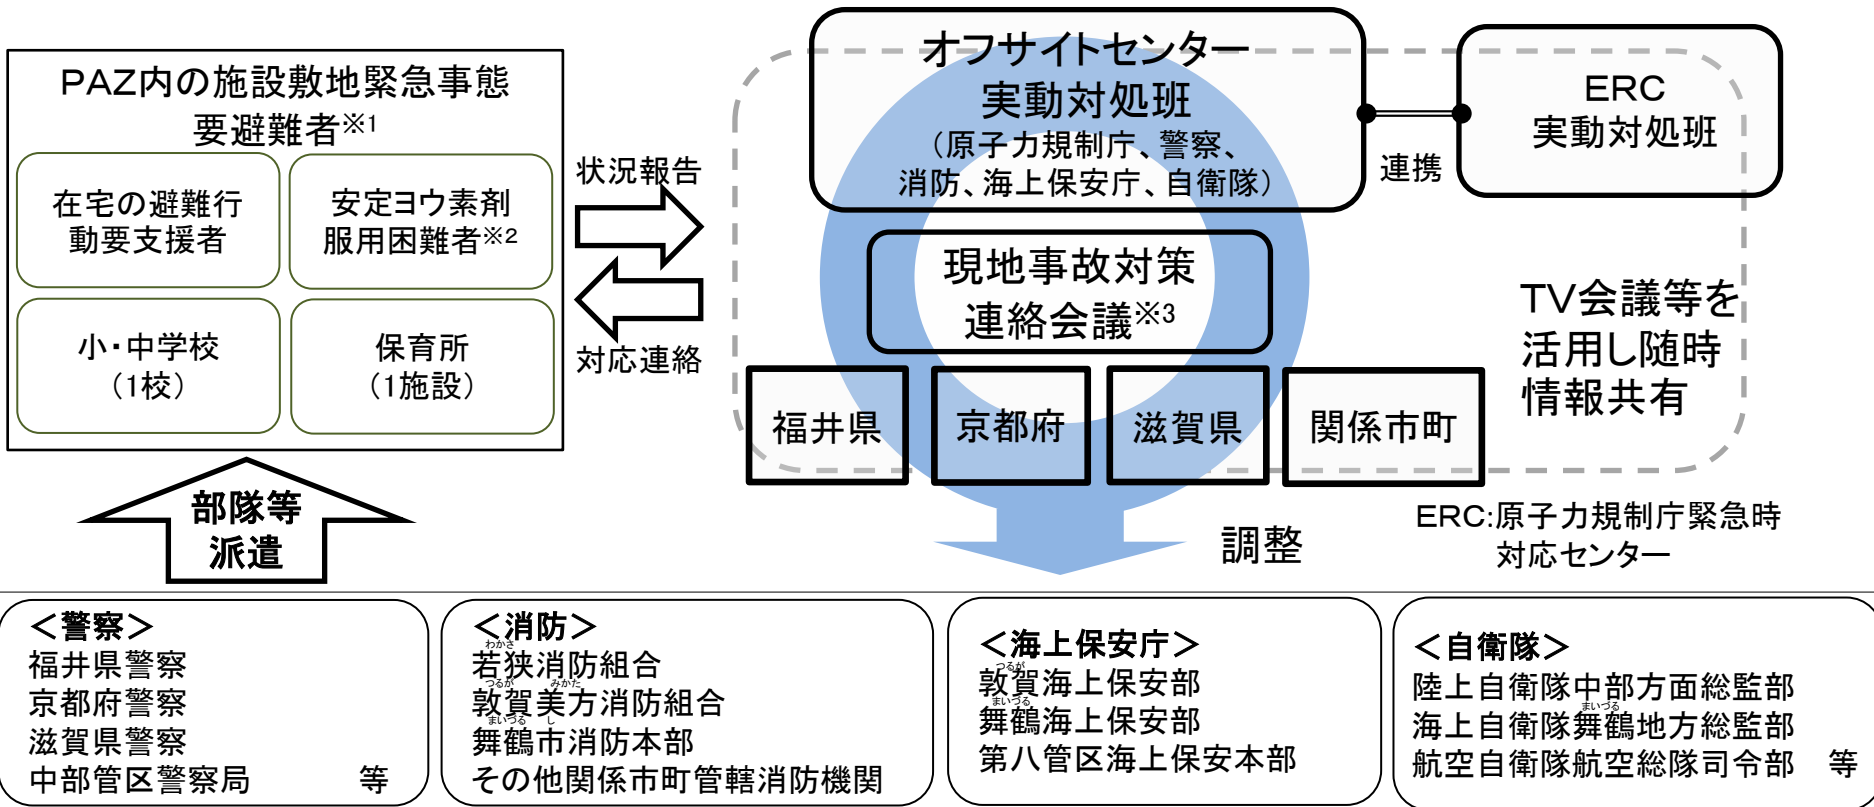 PAZ内の施設敷地緊急事態
要避難者※1
在宅の避難行
動要支援者
安定ヨウ素剤
服用困難者※2
小・中学校
（1校）
保育所
（1施設）
状況報告
対応連絡
オフサイトセンター
実動対処班
（原子力規制庁、警察、
消防、海上保安庁、自衛隊）
連携
ERC
実動対処班
現地事故対策
連絡会議※3
TV会議等を
活用し随時
情報共有
福井県
京都府
滋賀県
関係市町
部隊等
派遣
調整
ERC:原子力規制庁緊急時
対応センター
＜警察＞
福井県警察
京都府警察
滋賀県警察
中部管区警察局 等
＜消防＞
わかさ
若狭消防組合
つるが みかた
敦賀美方消防組合
まいづる し
舞鶴市消防本部
その他関係市町管轄消防機関
＜海上保安庁＞
つるが
敦賀海上保安部
まいづる
舞鶴海上保安部
第八管区海上保安本部
＜自衛隊＞
陸上自衛隊中部方面総監部
まいづる
海上自衛隊舞鶴地方総監部
航空自衛隊航空総隊司令部 等